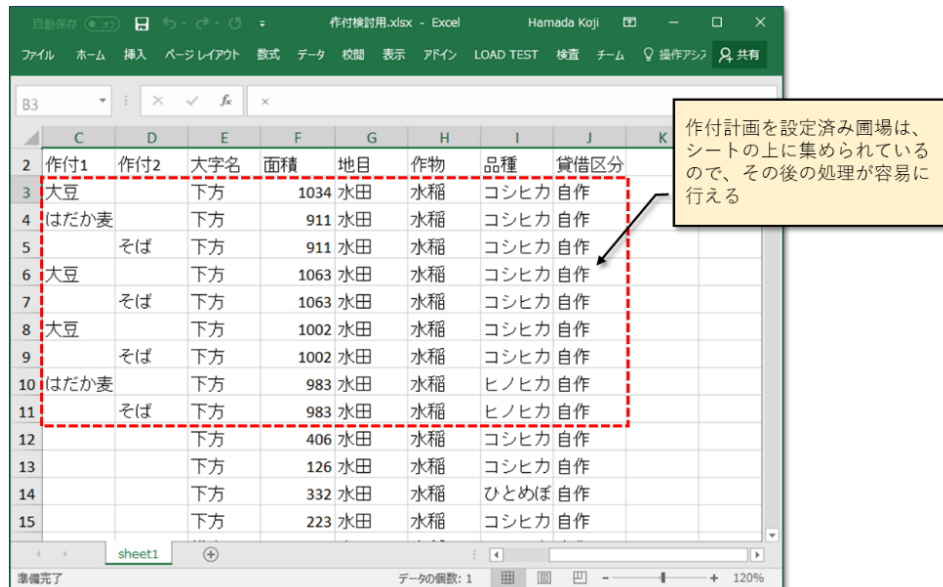 自動保存 オフ 作付検討用.xlsx - Excel Hamada Koji
ファイル ホーム 挿入 ページ レイアウト 数式 データ 校閲 表示 アドイン LOAD TEST 検査 チーム 操作アシス 共有
B3 fx ×
C D E F G H I J K
2 作付1 作付2 大字名 面積 地目 作物 品種 貸借区分
3 大豆 下方 1034 水田 水稲 コシヒカ 自作
4 はだか麦 下方 911 水田 水稲 コシヒカ 自作
5 そば 下方 911 水田 水稲 コシヒカ 自作
6 大豆 下方 1063 水田 水稲 コシヒカ 自作
7 そば 下方 1063 水田 水稲 コシヒカ 自作
8 大豆 下方 1002 水田 水稲 コシヒカ 自作
9 そば 下方 1002 水田 水稲 コシヒカ 自作
10 はだか麦 下方 983 水田 水稲 ヒノヒカ 自作
11 そば 下方 983 水田 水稲 ヒノヒカ 自作
12 下方 406 水田 水稲 コシヒカ 自作
13 下方 126 水田 水稲 コシヒカ 自作
14 下方 332 水田 水稲 ひとめぼ 自作
15 下方 223 水田 水稲 コシヒカ 自作
作付計画を設定済み圃場は、
シートの上に集められている
ので、その後の処理が容易に
行える
sheet1
準備完了 データの個数: 1 120%